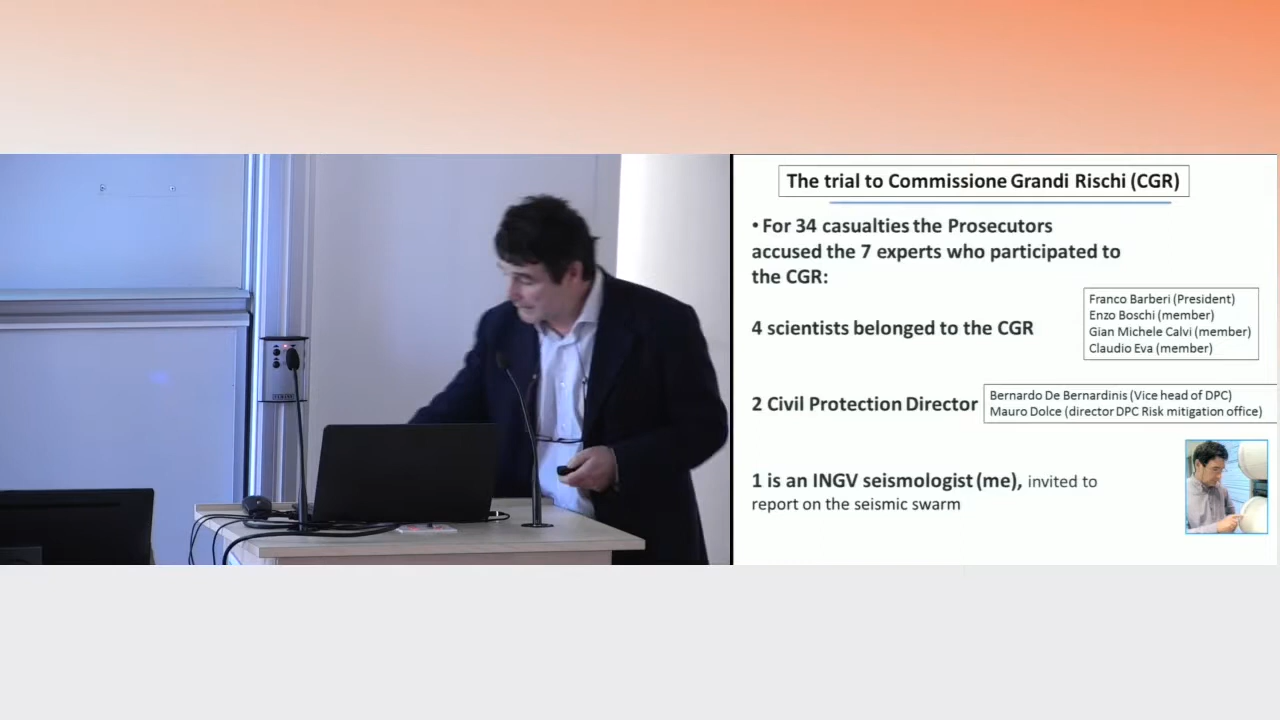 The trial to Commissione Grandi Rischi (CGR)
• For 34 casualties the Prosecutors
accused the 7 experts who participated to
the CGR:
4 scientists belonged to the CGR
Franco Barberi (President)
Enzo Boschi (member)
Gian Michele Calvi (member)
Claudio Eva (member)
2 Civil Protection Director
Bernardo De Bernardinis (Vice head of DPC)
Mauro Dolce (director DPC Risk mitigation office)
1 is an INGV seismologist (me), invited to
report on the seismic swarm